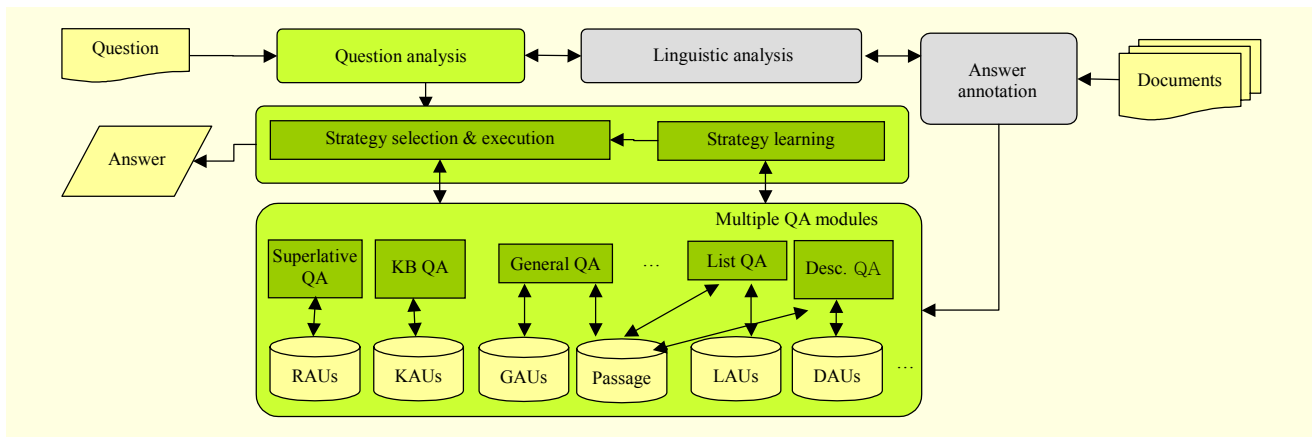 Question
Question analysis
Linguistic analysis
Answer
annotation
Documents
Strategy selection & execution
Strategy learning
Answer
Multiple QA modules
Superlative
QA
KB QA
General QA
…
List QA
Desc. QA
RAUs
KAUs
GAUs
Passage
LAUs
DAUs
…